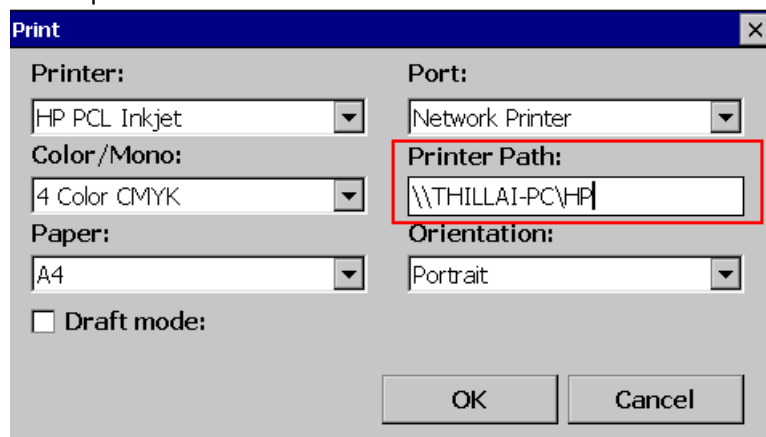 Print
Printer: Port:
HP PCL Inkjet Network Printer
Color/Mono: Printer Path:
4 Color CMYK \\THILLAI-PC\HP
Paper: Orientation:
A4 Portrait
Draft mode:
OK Cancel